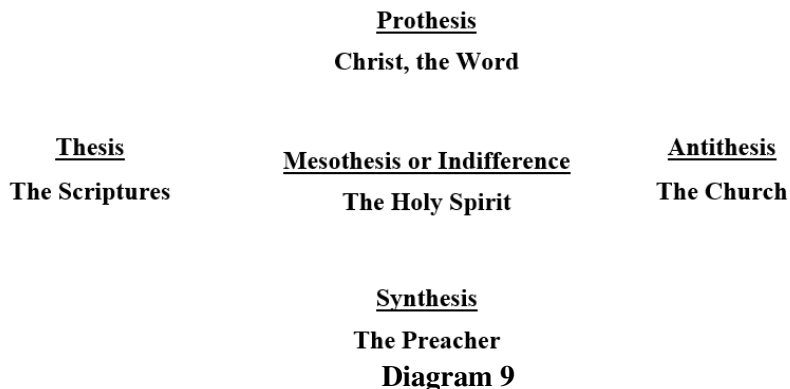 Prothesis
Christ, the Word
Thesis
The Scriptures
Mesothesis or Indifference
The Holy Spirit
Antithesis
The Church
Synthesis
The Preacher
Diagram 9